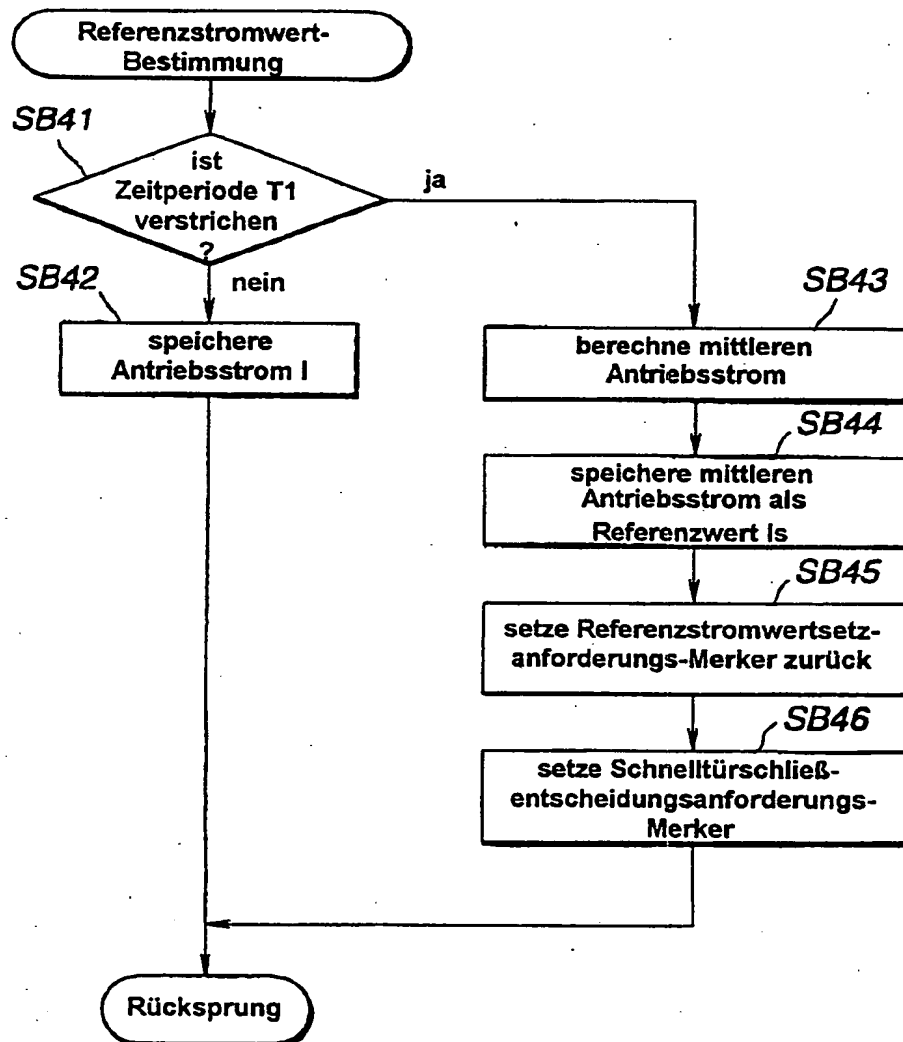 Referenzstromwert-
Bestimmung
SB41
ist
Zeitperiode T1
verstrichen
?
ja
nein
SB42
speichere
Antriebsstrom I
SB43
berechne mittleren
Antriebsstrom
SB44
speichere mittleren
Antriebsstrom als
Referenzwert Is
SB45
setze Referenzstromwertsetz-
anforderungs-Merker zurück
SB46
setze Schnelltürschließ-
entscheidungsanforderungs-
Merker
Rücksprung